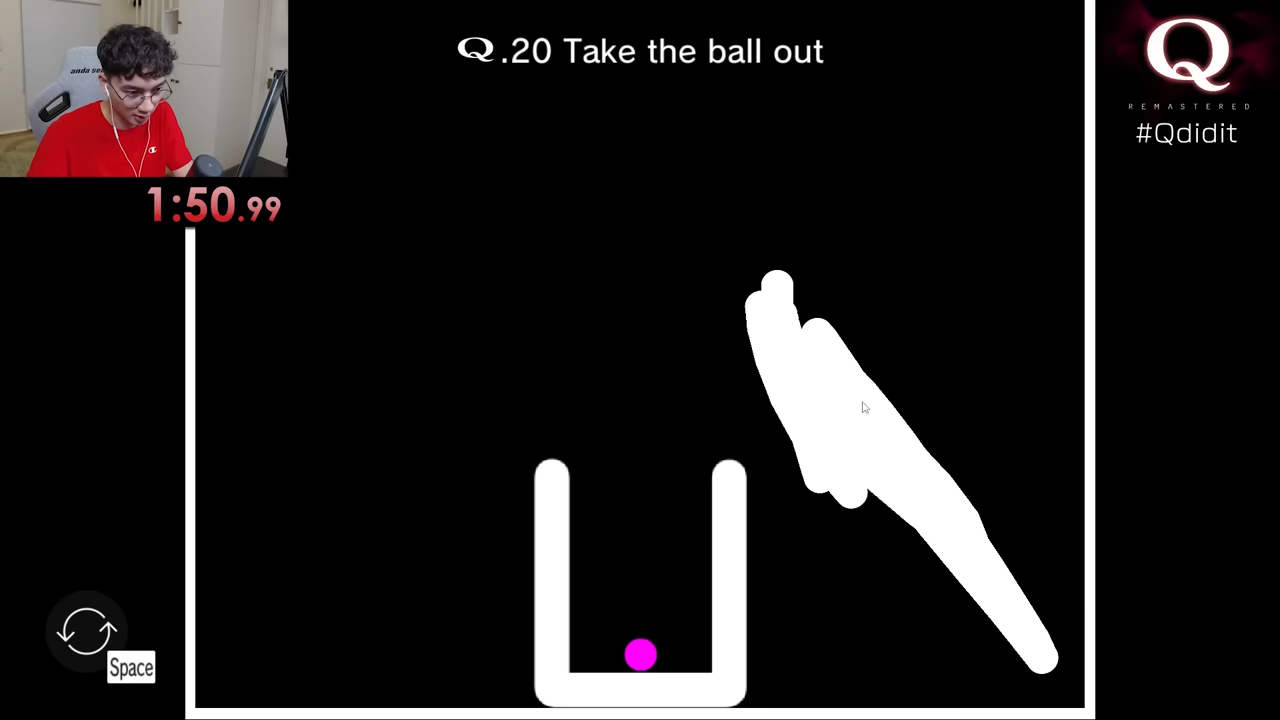 Q.20 Take the ball out
Q
REMASTERED
#Qdidit
1:50.99
Space